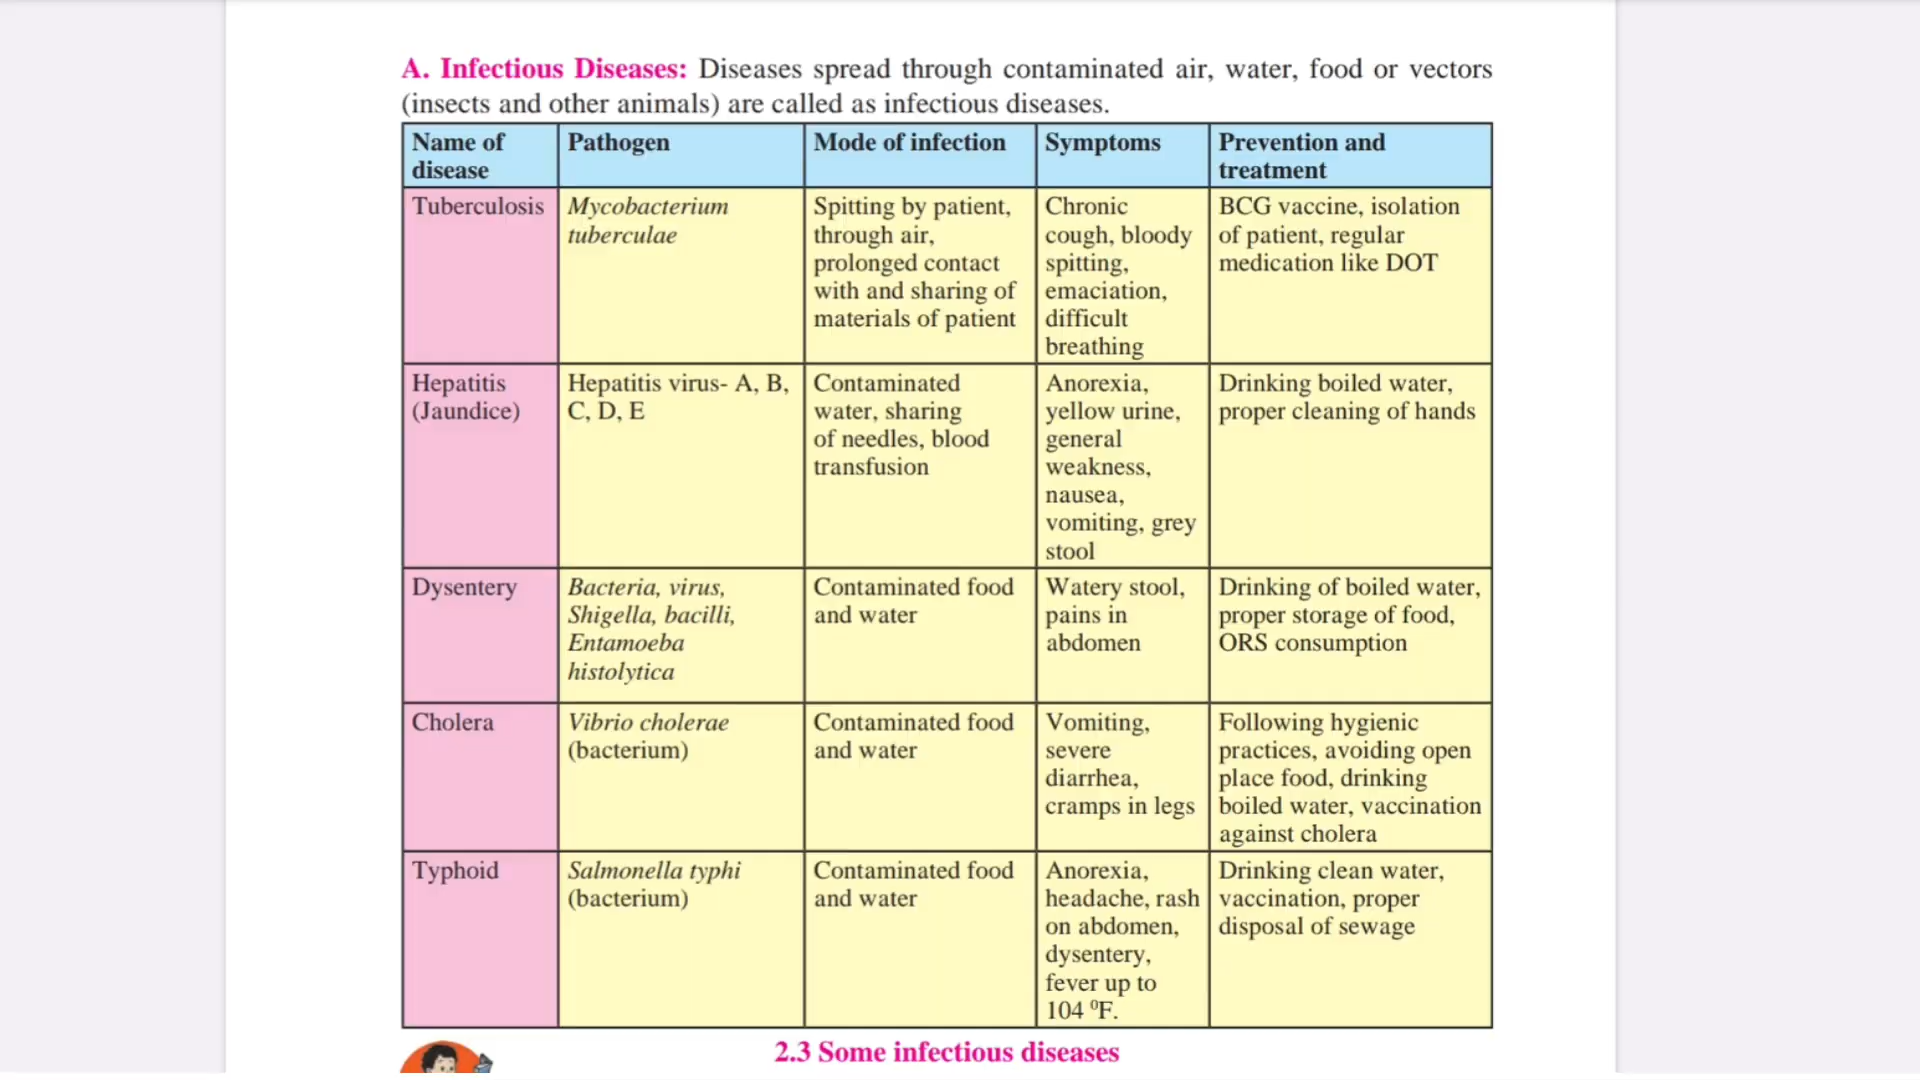 A. Infectious Diseases: Diseases spread through contaminated air, water, food or vectors
(insects and other animals) are called as infectious diseases.
Name of
disease
Pathogen
Mode of infection
Symptoms
Prevention and
treatment
Tuberculosis
Mycobacterium
tuberculae
Spitting by patient,
through air,
prolonged contact
with and sharing of
materials of patient
Chronic
cough, bloody
spitting,
emaciation,
difficult
breathing
BCG vaccine, isolation
of patient, regular
medication like DOT
Hepatitis
(Jaundice)
Hepatitis virus- A, B,
C, D, E
Contaminated
water, sharing
of needles, blood
transfusion
Anorexia,
yellow urine,
general
weakness,
nausea,
vomiting, grey
stool
Drinking boiled water,
proper cleaning of hands
Dysentery
Bacteria, virus,
Shigella, bacilli,
Entamoeba
histolytica
Contaminated food
and water
Watery stool,
pains in
abdomen
Drinking of boiled water,
proper storage of food,
ORS consumption
Cholera
Vibrio cholerae
(bacterium)
Contaminated food
and water
Vomiting,
severe
diarrhea,
cramps in legs
Following hygienic
practices, avoiding open
place food, drinking
boiled water, vaccination
against cholera
Typhoid
Salmonella typhi
(bacterium)
Contaminated food
and water
Anorexia,
headache, rash
on abdomen,
dysentery,
fever up to
104 ⁰F.
Drinking clean water,
vaccination, proper
disposal of sewage
2.3 Some infectious diseases